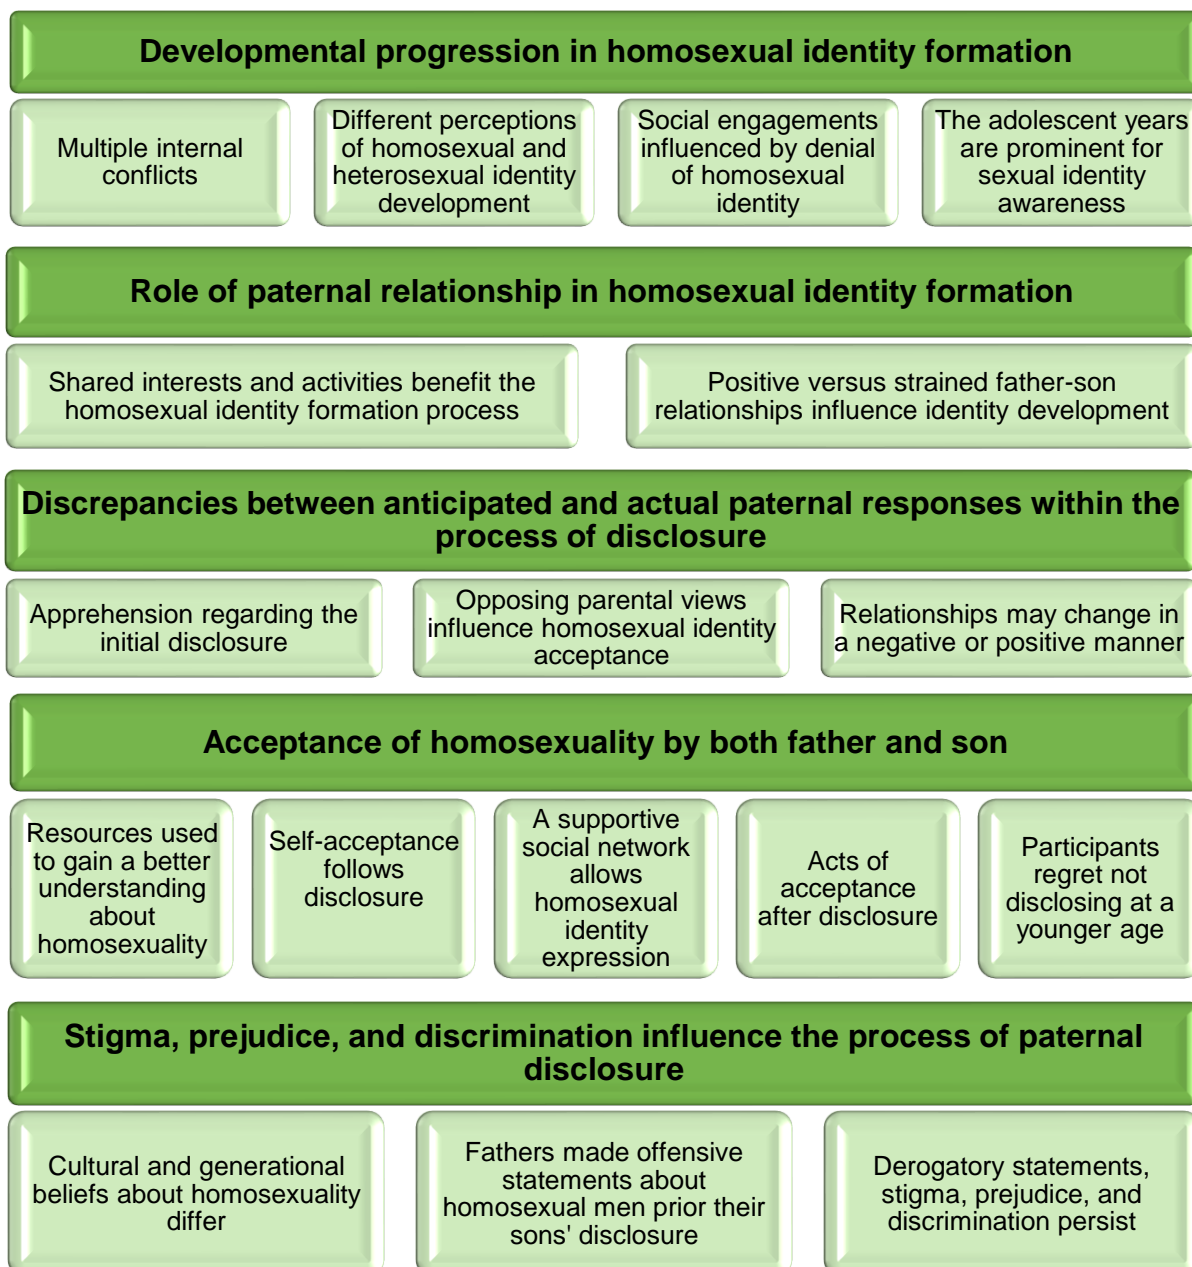 Developmental progression in homosexual identity formation
Multiple internal
conflicts
Different perceptions
of homosexual and
heterosexual identity
development
Social engagements
influenced by denial
of homosexual
identity
The adolescent years
are prominent for
sexual identity
awareness
Role of paternal relationship in homosexual identity formation
Shared interests and activities benefit the
homosexual identity formation process
Positive versus strained father-son
relationships influence identity development
Discrepancies between anticipated and actual paternal responses within the
process of disclosure
Apprehension regarding the
initial disclosure
Opposing parental views
influence homosexual identity
acceptance
Relationships may change in
a negative or positive manner
Acceptance of homosexuality by both father and son
Resources used
to gain a better
understanding
about
homosexuality
Self-acceptance
follows
disclosure
A supportive
social network
allows
homosexual
identity
expression
Acts of
acceptance
after disclosure
Participants
regret not
disclosing at a
younger age
Stigma, prejudice, and discrimination influence the process of paternal
disclosure
Cultural and generational
beliefs about homosexuality
differ
Fathers made offensive
statements about
homosexual men prior their
sons' disclosure
Derogatory statements,
stigma, prejudice, and
discrimination persist